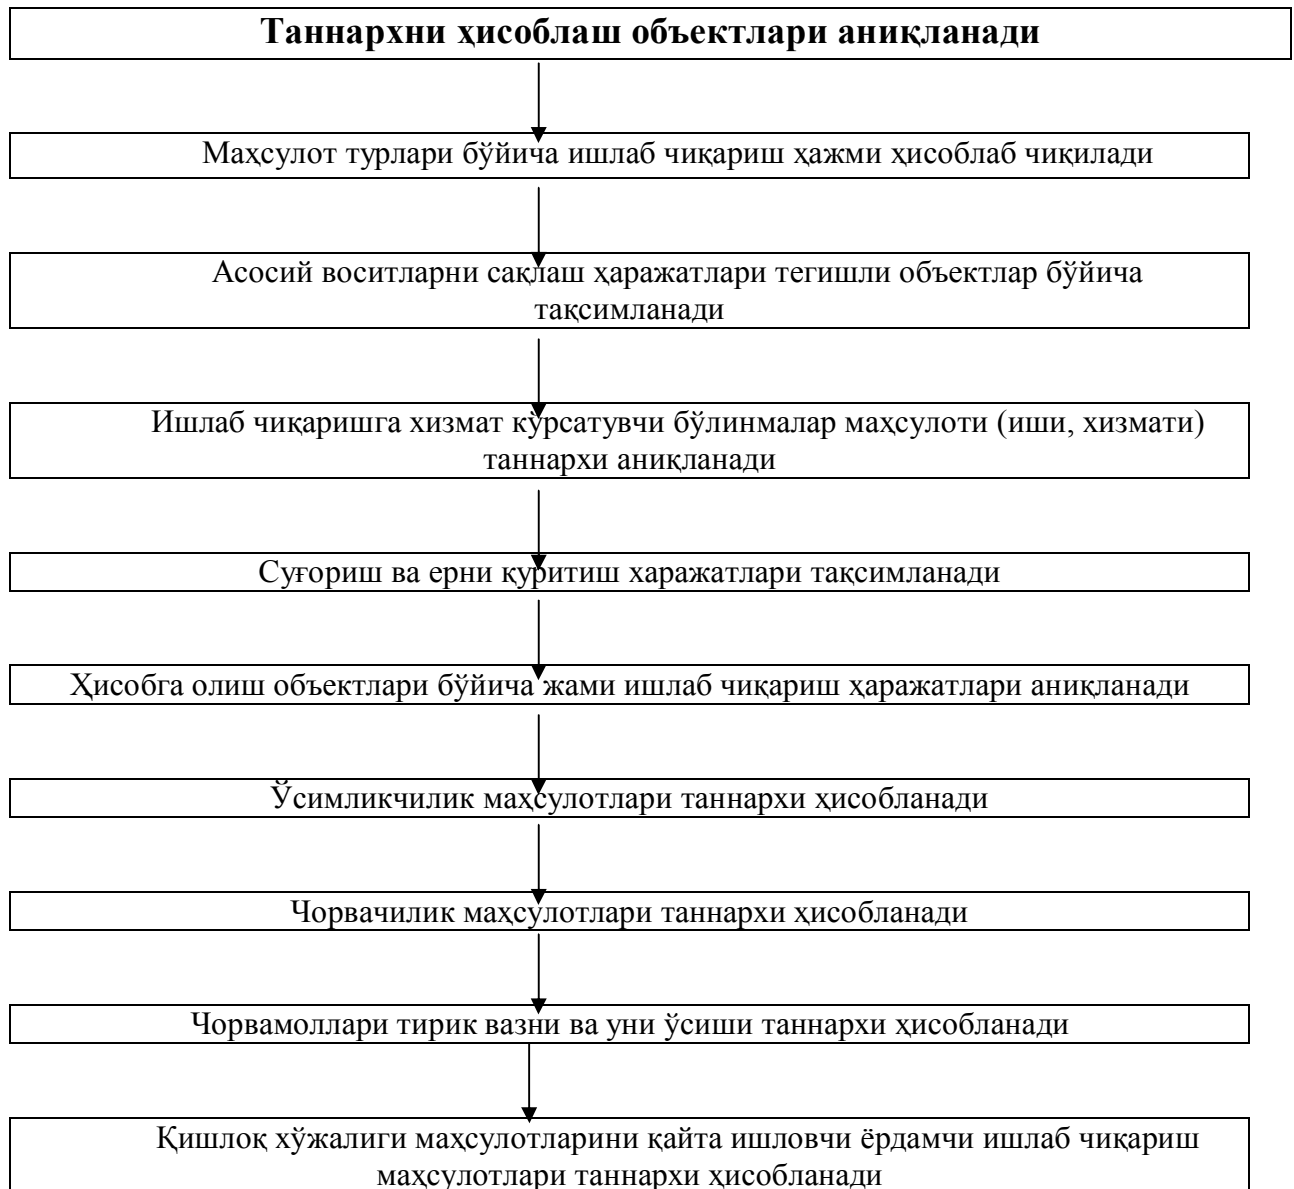 Таннархни ҳисоблаш объектлари аниқланади
Маҳсулот турлари бўйича ишлаб чиқариш ҳажми ҳисоблаб чиқилади
Асосий воситларни сақлаш ҳаражатлари тегишли объектлар бўйича
тақсимланади
Ишлаб чиқаришга хизмат кўрсатувчи бўлинмалар маҳсулоти (иши, хизмати)
таннархи аниқланади
Суғориш ва ерни қуритиш харажатлари тақсимланади
Ҳисобга олиш объектлари бўйича жами ишлаб чиқариш ҳаражатлари аниқланади
Ўсимликчилик маҳсулотлари таннархи ҳисобланади
Чорвачилик маҳсулотлари таннархи ҳисобланади
Чорвамоллари тирик вазни ва уни ўсиши таннархи ҳисобланади
Қишлоқ хўжалиги маҳсулотларини қайта ишловчи ёрдамчи ишлаб чиқариш
маҳсулотлари таннархи ҳисобланади